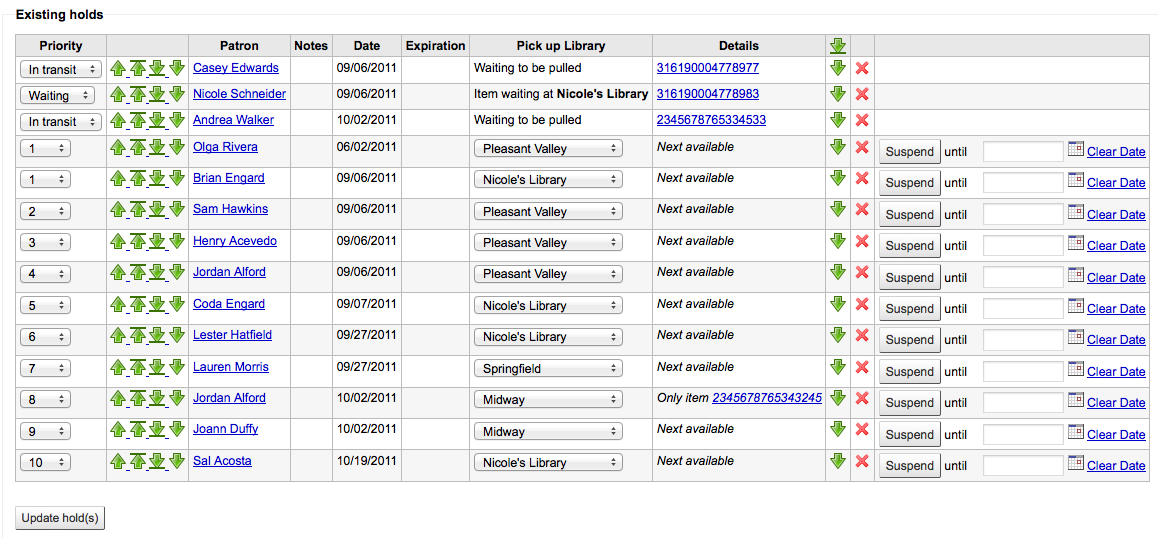 Existing holds
Priority Patron Notes Date Expiration Pick up Library Details
In transit Casey Edwards 09/06/2011 Waiting to be pulled 316190004778977
Waiting Nicole Schneider 09/06/2011 Item waiting at Nicole's Library 316190004778983
In transit Andrea Walker 10/02/2011 Waiting to be pulled 2345678765334533
1 Olga Rivera 06/02/2011 Pleasant Valley Next available Suspend until Clear Date
1 Brian Engard 09/06/2011 Nicole's Library Next available Suspend until Clear Date
2 Sam Hawkins 09/06/2011 Pleasant Valley Next available Suspend until Clear Date
3 Henry Acevedo 09/06/2011 Pleasant Valley Next available Suspend until Clear Date
4 Jordan Alford 09/06/2011 Pleasant Valley Next available Suspend until Clear Date
5 Coda Engard 09/07/2011 Nicole's Library Next available Suspend until Clear Date
6 Lester Hatfield 09/27/2011 Nicole's Library Next available Suspend until Clear Date
7 Lauren Morris 09/27/2011 Springfield Next available Suspend until Clear Date
8 Jordan Alford 10/02/2011 Midway Only item 2345678765343245 Suspend until Clear Date
9 Joann Duffy 10/02/2011 Midway Next available Suspend until Clear Date
10 Sal Acosta 10/19/2011 Nicole's Library Next available Suspend until Clear Date
Update hold(s)